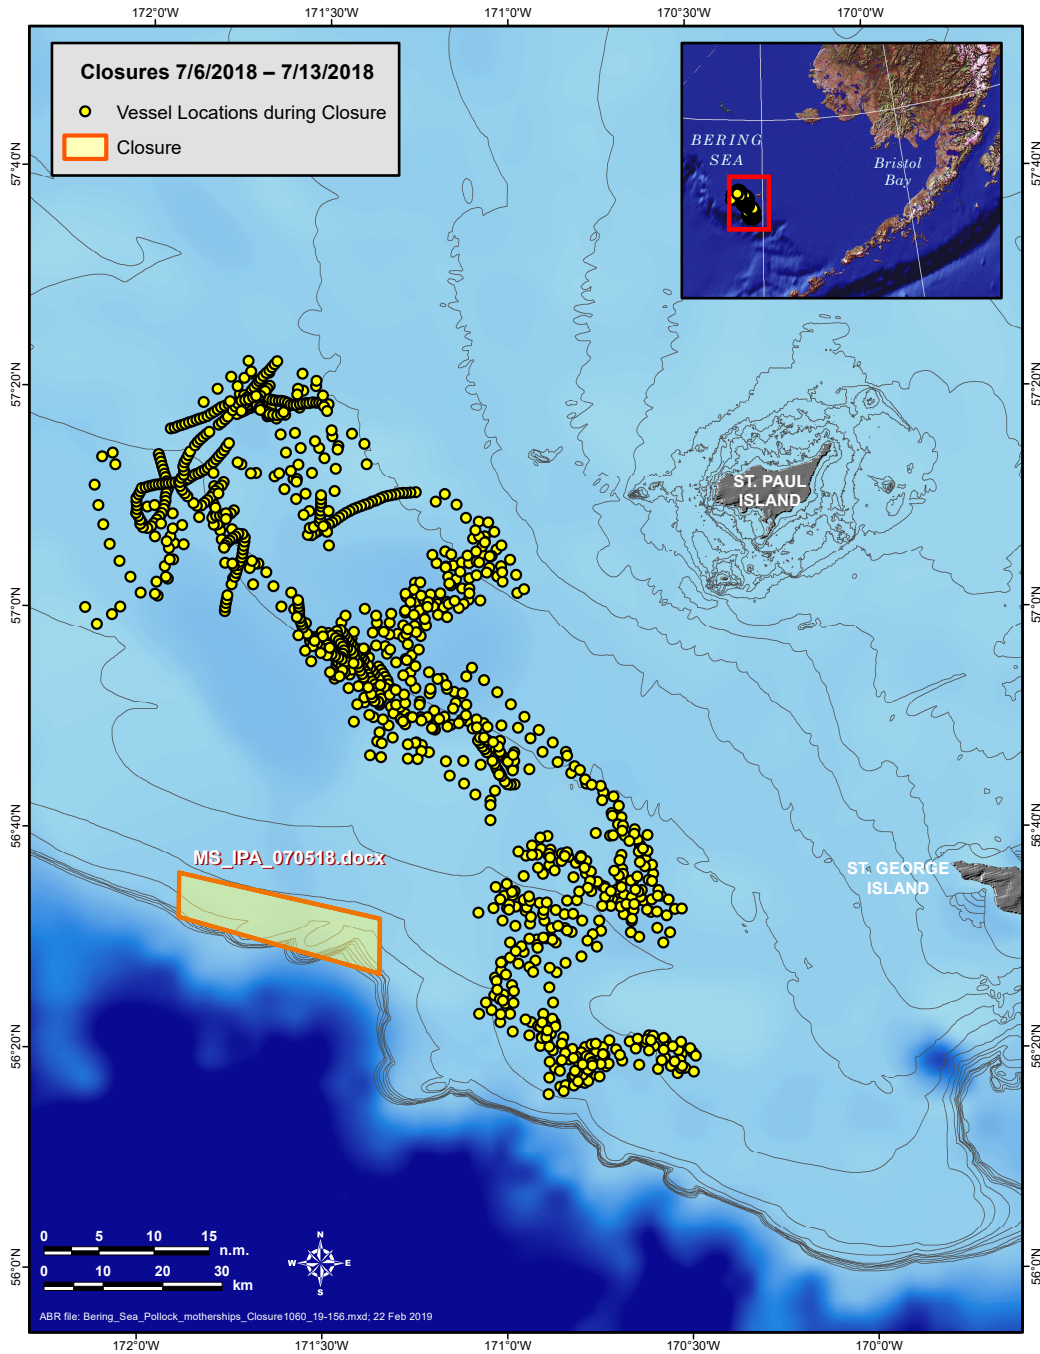 172°0'W 171°30'W 171°0'W 170°30'W 170°0'W
Closures 7/6/2018 – 7/13/2018
Vessel Locations during Closure
Closure
BERING
SEA
Bristol
Bay
57°40'N 57°40'N
57°20'N 57°20'N
ST. PAUL
ISLAND
57°0'N 57°0'N
56°40'N 56°40'N
MS_IPA_070518.docx
ST. GEORGE
ISLAND
56°20'N 56°20'N
0 5 10 15
n.m.
0 10 20 30
km
N
W E
S
56°0'N 56°0'N
ABR file: Bering_Sea_Pollock_motherships_Closure1060_19-156.mxd; 22 Feb 2019
172°0'W 171°30'W 171°0'W 170°30'W 170°0'W